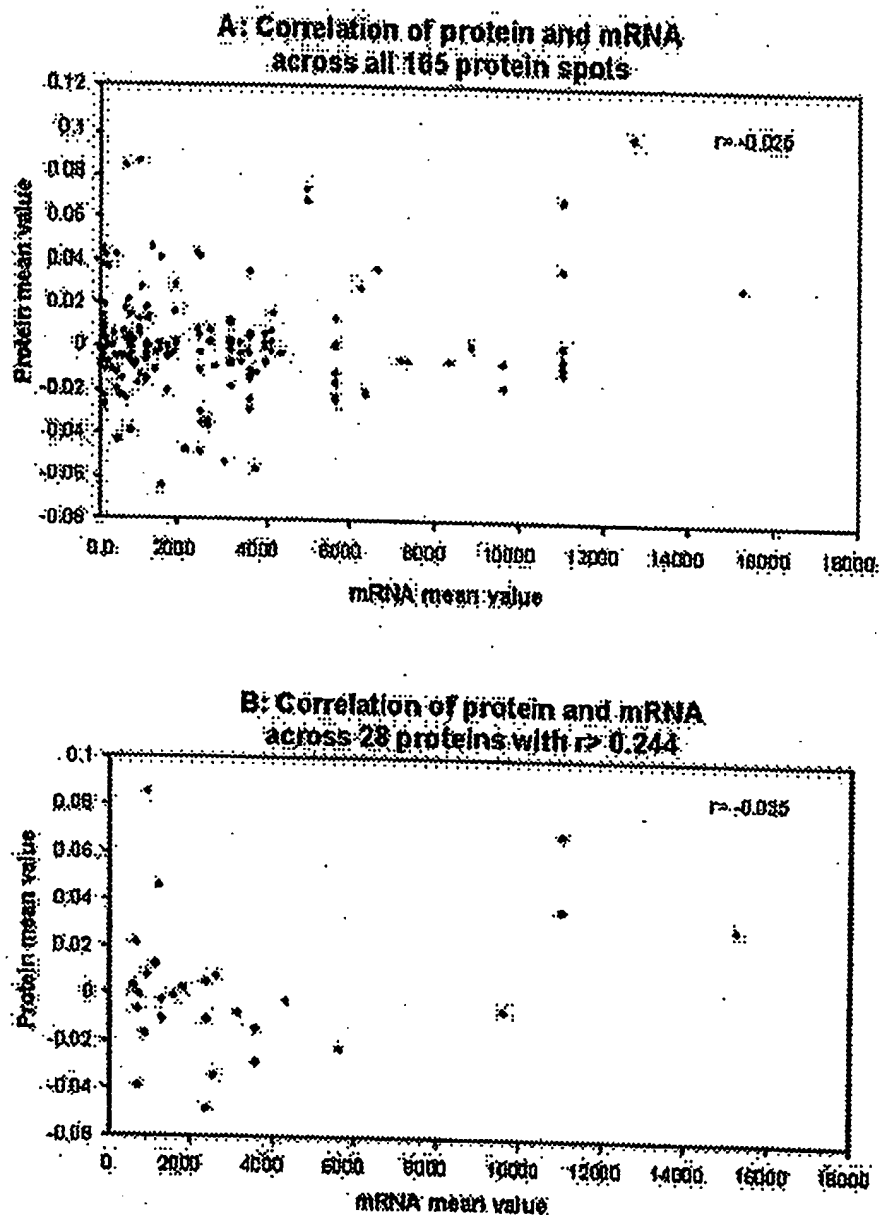 A: Correlation of protein and mRNA
across all 165 protein spots
0.12
0.1
0.08
0.06
0.04
0.02
0
-0.02
-0.04
-0.06
-0.08
Protein mean value
r= -0.025
0.0 2000 4000 6000 8000 10000 12000 14000 16000 18000
mRNA mean value
B: Correlation of protein and mRNA
across 28 proteins with r> 0.244
0.1
0.08
0.06
0.04
0.02
0
-0.02
-0.04
-0.06
Protein mean value
r= -0.035
0 2000 4000 6000 8000 10000 12000 14000 16000 18000
mRNA mean value